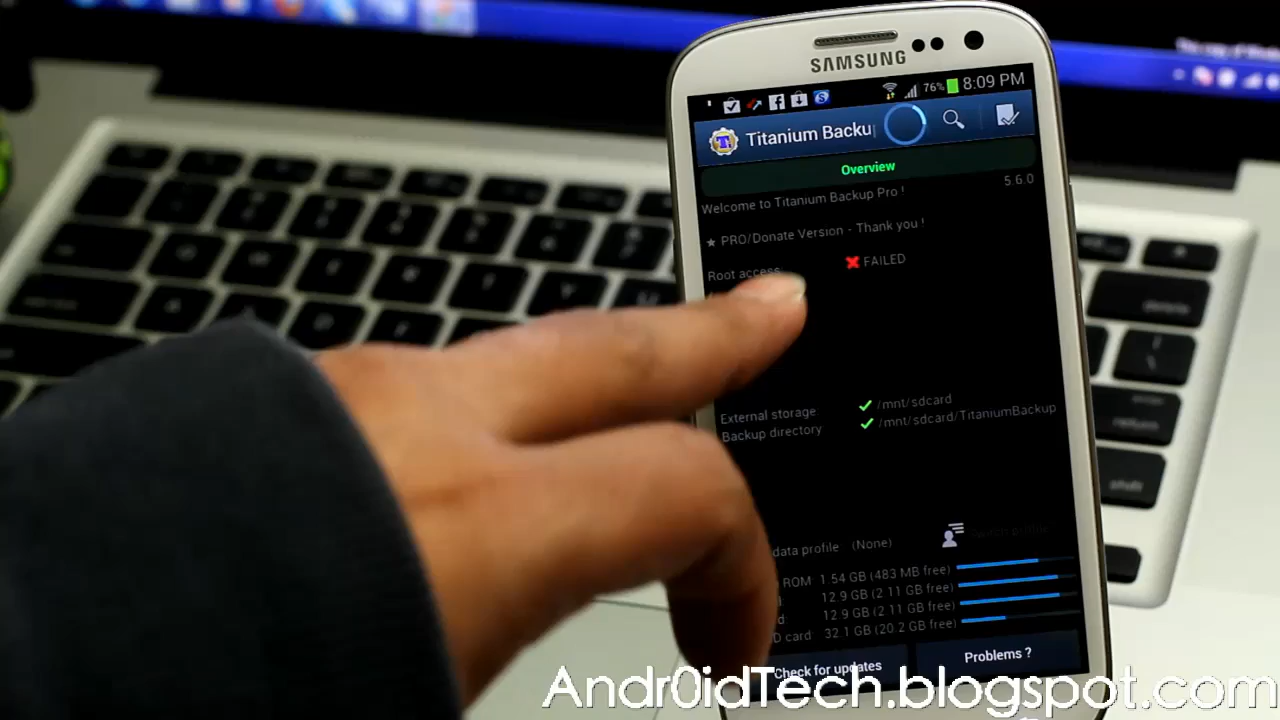 SAMSUNG
76% 8:09 PM
Titanium Backu
Overview
5.6.0
Welcome to Titanium Backup Pro !
★ PRO/Donate Version - Thank you !
Root access FAILED
External storage /mnt/sdcard
Backup directory /mnt/sdcard/TitaniumBackup
data profile (None)
ROM 1.54 GB (483 MB free)
12.9 GB (2.11 GB free)
12.9 GB (2.11 GB free)
D card 32.1 GB (20.2 GB free)
Check for updates
Problems ?
delete
return
shift
Andr0idTech.blogspot.com